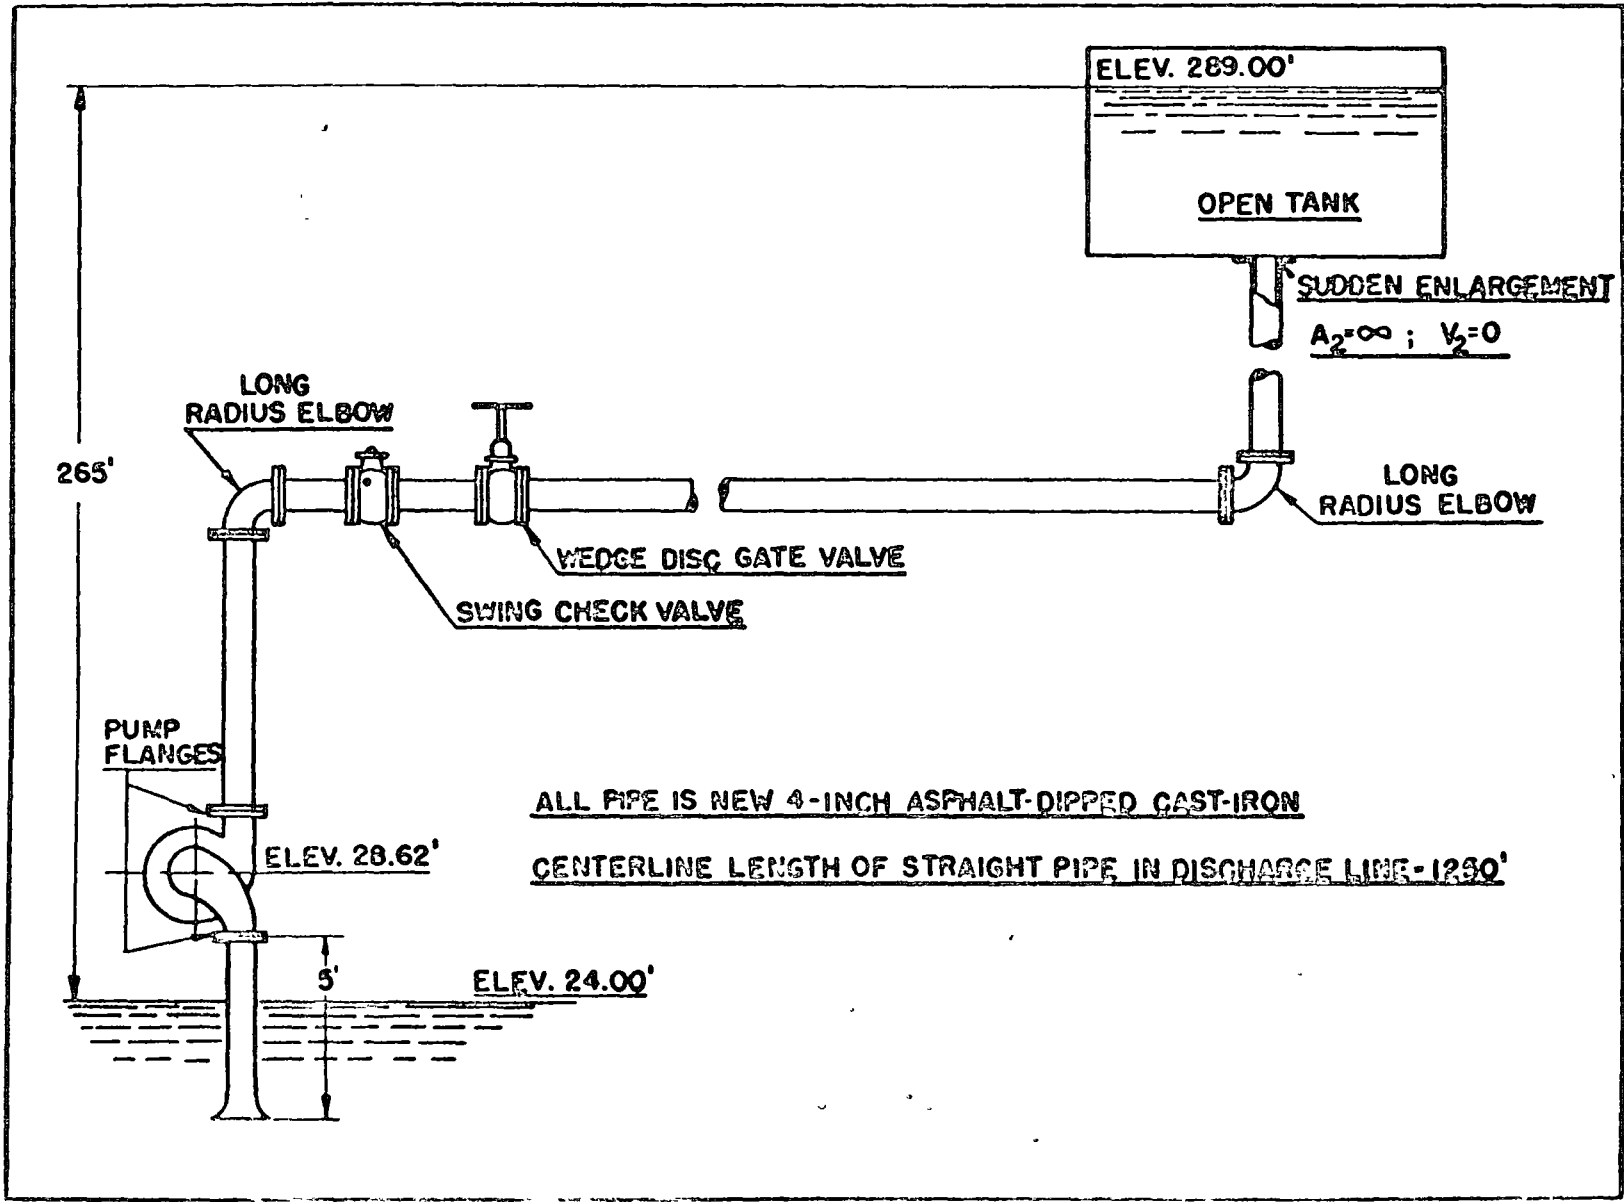 ELEV. 289.00'
OPEN TANK
SUDDEN ENLARGEMENT
A₂=∞ ; V₂=0
LONG
RADIUS ELBOW
265'
LONG
RADIUS ELBOW
WEDGE DISC GATE VALVE
SWING CHECK VALVE
PUMP
FLANGES
ALL PIPE IS NEW 4-INCH ASPHALT-DIPPED CAST-IRON
ELEV. 28.62'
CENTERLINE LENGTH OF STRAIGHT PIPE IN DISCHARGE LINE-
5'
ELEV. 24.00'